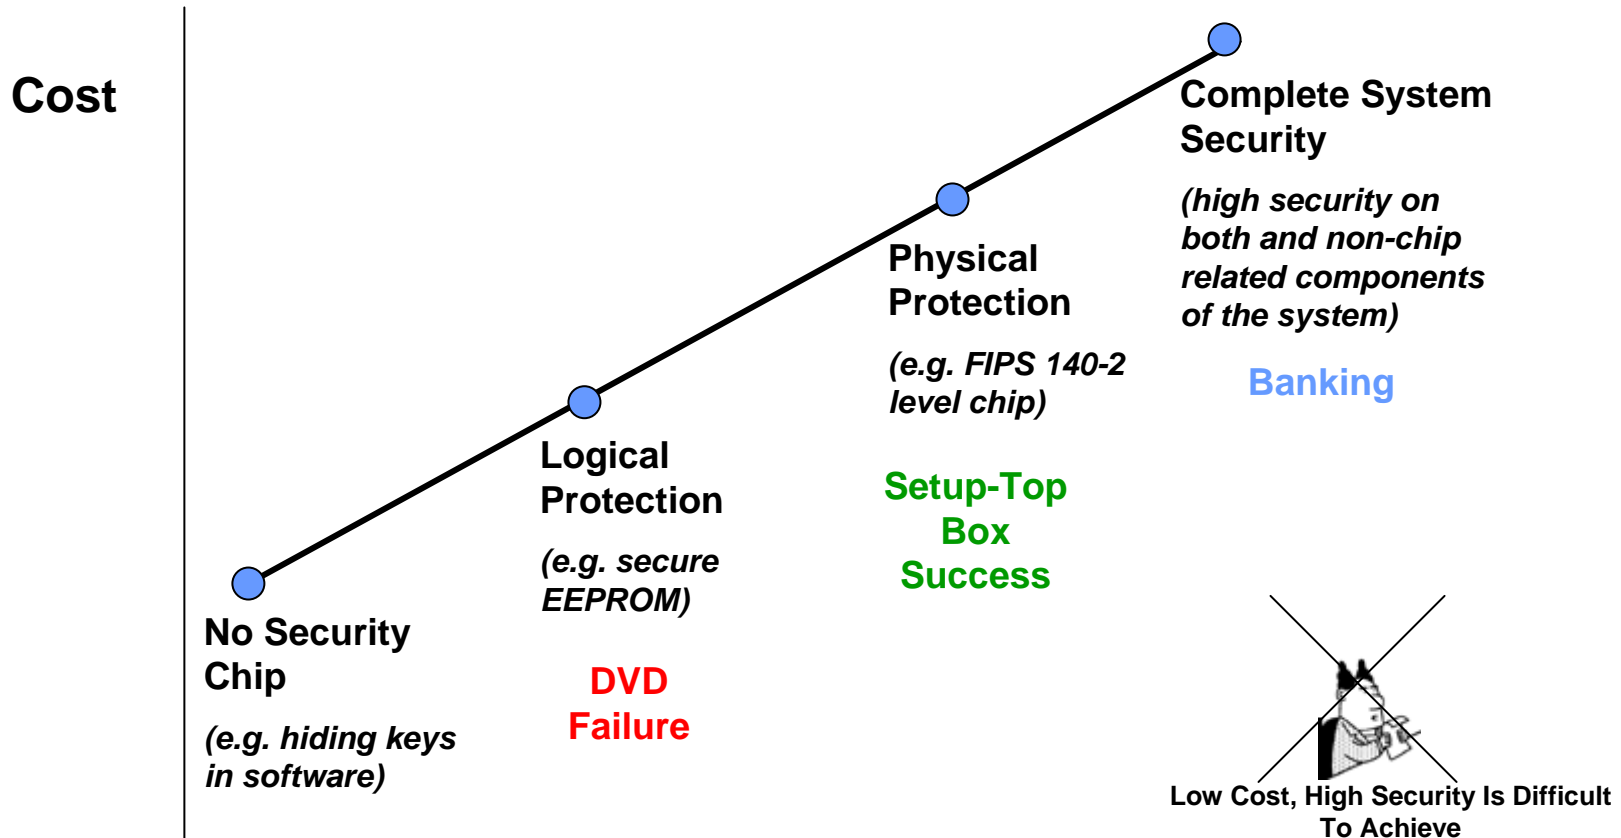 Cost
Complete System
Security
(high security on
both and non-chip
related components
of the system)
Banking
Physical
Protection
(e.g. FIPS 140-2
level chip)
Setup-Top
Box
Success
Logical
Protection
(e.g. secure
EEPROM)
DVD
Failure
No Security
Chip
(e.g. hiding keys
in software)
Low Cost, High Security Is Difficult
To Achieve